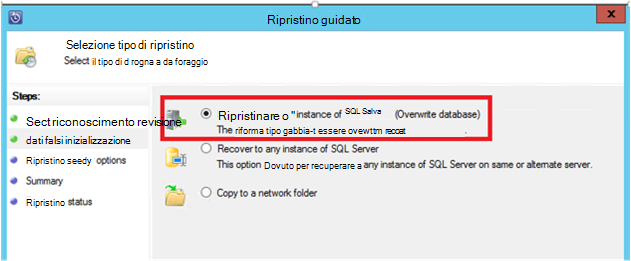 Ripristino guidato
x
Selezione tipo di ripristino
Select il tipo di d rogna a da foraggio
Steps:
Sect riconoscimento revisione
dati falsi inizializzazione
Ripristino seedy options
Summary
Ripristino status
Ripristinare o "instance of SQL Salva (Overwrite database)
The riforma tipo gabbia-t essere ovewttm recoat .
Recover to any instance of SQL Server
This option Dovuto per recuperare a any instance of SQL Server on same or alternate server.
Copy to a network folder